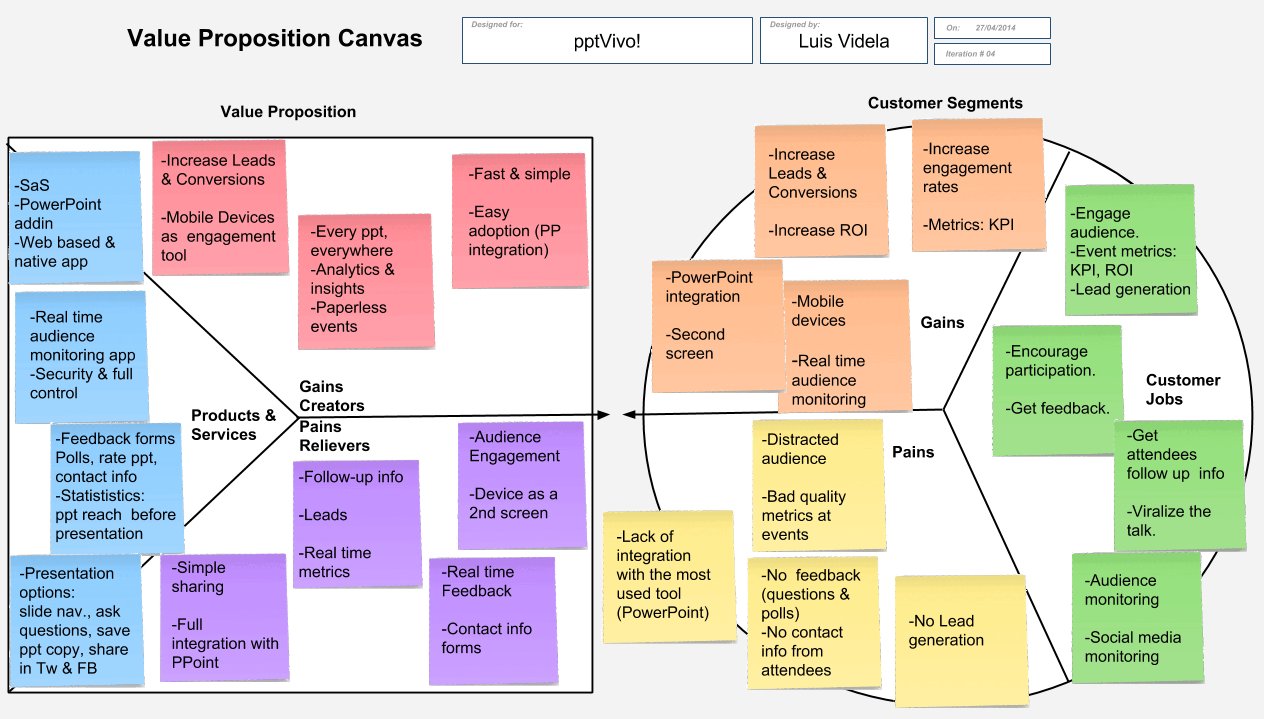 Value Proposition Canvas
Designed for:
pptVivo!
Designed by:
Luis Videla
On: 27/04/2014
Iteration # 04
Value Proposition
-SaS
-PowerPoint
addin
-Web based &
native app
-Real time
audience
monitoring app
-Security & full
control
-Feedback forms
Polls, rate ppt,
contact info
-Statististics:
ppt reach before
presentation
-Presentation
options:
slide nav., ask
questions, save
ppt copy, share
in Tw & FB
Products &
Services
-Increase Leads
& Conversions
-Mobile Devices
as engagement
tool
-Every ppt,
everywhere
-Analytics &
insights
-Paperless
events
-Fast & simple
-Easy
adoption (PP
integration)
Gains
Creators
Pains
Relievers
-Follow-up info
-Leads
-Real time
metrics
-Audience
Engagement
-Device as a
2nd screen
-Simple
sharing
-Full
integration with
PPoint
-Real time
Feedback
-Contact info
forms
Customer Segments
-Increase
Leads &
Conversions
-Increase ROI
-Increase
engagement
rates
-Metrics: KPI
-PowerPoint
integration
-Second
screen
-Mobile
devices
-Real time
audience
monitoring
Gains
-Engage
audience.
-Event metrics:
KPI, ROI
-Lead generation
-Encourage
participation.
-Get feedback.
Customer
Jobs
-Get
attendees
follow up info
-Viralize the
talk.
-Audience
monitoring
-Social media
monitoring
Pains
-Distracted
audience
-Bad quality
metrics at
events
-Lack of
integration
with the most
used tool
(PowerPoint)
-No feedback
(questions &
polls)
-No contact
info from
attendees
-No Lead
generation